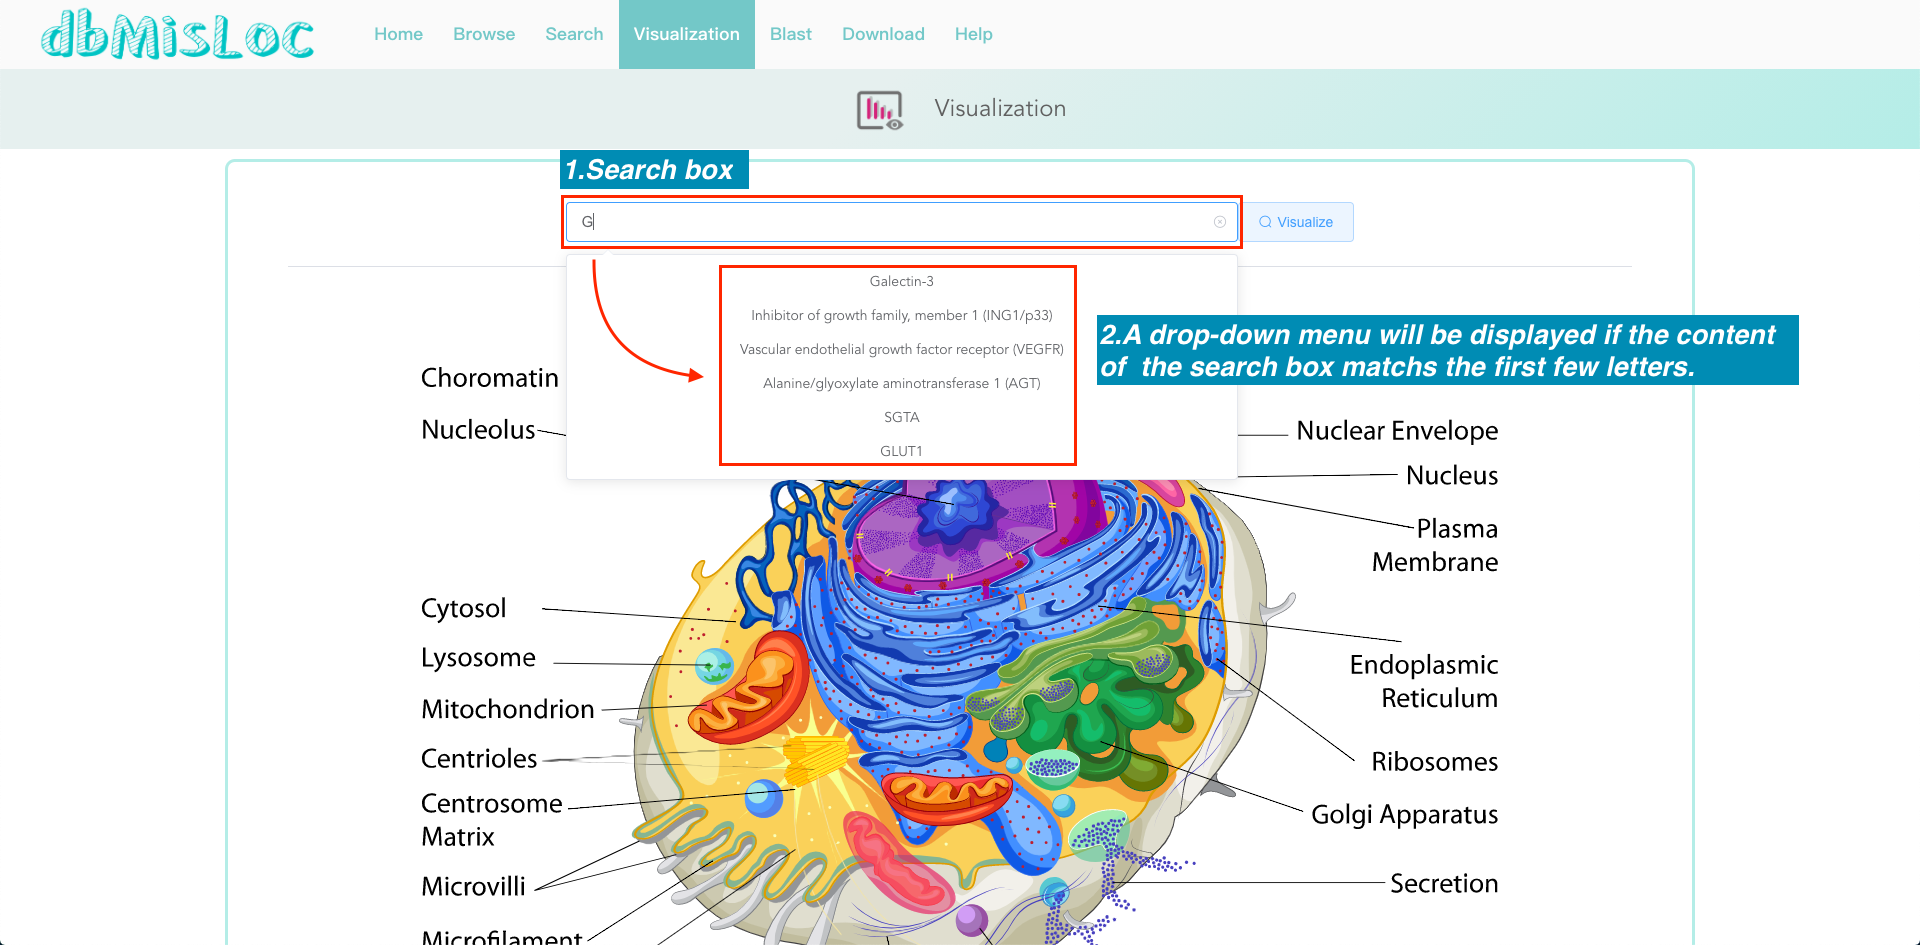 dbMisLoc
Home Browse Search Visualization Blast Download Help
Visualization
1.Search box
G
Visualize
Galectin-3
Inhibitor of growth family, member 1 (ING1/p33)
Vascular endothelial growth factor receptor (VEGFR)
Alanine/glyoxylate aminotransferase 1 (AGT)
SGTA
GLUT1
2.A drop-down menu will be displayed if the content
of the search box matchs the first few letters.
Choromatin
Nucleolus
Cytosol
Lysosome
Mitochondrion
Centrioles
Centrosome
Matrix
Microvilli
Microfilament
Nuclear Envelope
Nucleus
Plasma
Membrane
Endoplasmic
Reticulum
Ribosomes
Golgi Apparatus
Secretion